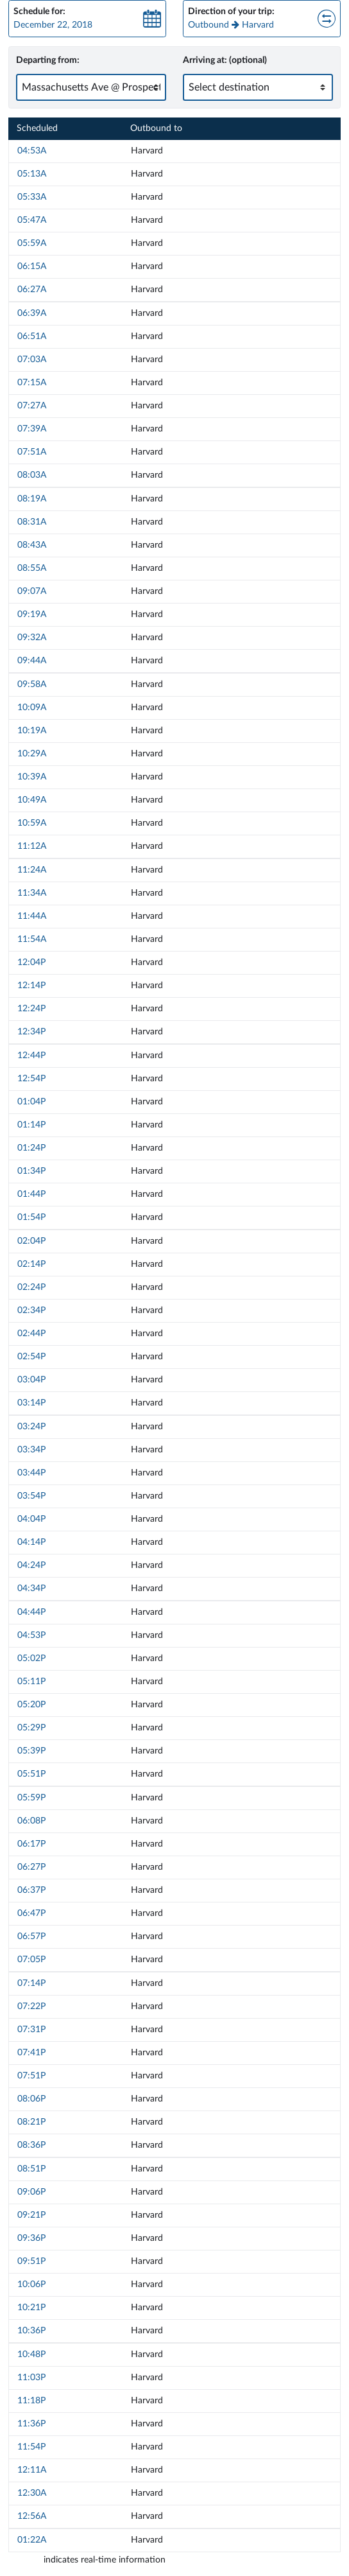 Schedule for:
December 22, 2018
Direction of your trip:
Outbound → Harvard
Departing from:
Massachusetts Ave @ Prospect
Arriving at: (optional)
Select destination
Scheduled Outbound to
04:53A Harvard
05:13A Harvard
05:33A Harvard
05:47A Harvard
05:59A Harvard
06:15A Harvard
06:27A Harvard
06:39A Harvard
06:51A Harvard
07:03A Harvard
07:15A Harvard
07:27A Harvard
07:39A Harvard
07:51A Harvard
08:03A Harvard
08:19A Harvard
08:31A Harvard
08:43A Harvard
08:55A Harvard
09:07A Harvard
09:19A Harvard
09:32A Harvard
09:44A Harvard
09:58A Harvard
10:09A Harvard
10:19A Harvard
10:29A Harvard
10:39A Harvard
10:49A Harvard
10:59A Harvard
11:12A Harvard
11:24A Harvard
11:34A Harvard
11:44A Harvard
11:54A Harvard
12:04P Harvard
12:14P Harvard
12:24P Harvard
12:34P Harvard
12:44P Harvard
12:54P Harvard
01:04P Harvard
01:14P Harvard
01:24P Harvard
01:34P Harvard
01:44P Harvard
01:54P Harvard
02:04P Harvard
02:14P Harvard
02:24P Harvard
02:34P Harvard
02:44P Harvard
02:54P Harvard
03:04P Harvard
03:14P Harvard
03:24P Harvard
03:34P Harvard
03:44P Harvard
03:54P Harvard
04:04P Harvard
04:14P Harvard
04:24P Harvard
04:34P Harvard
04:44P Harvard
04:53P Harvard
05:02P Harvard
05:11P Harvard
05:20P Harvard
05:29P Harvard
05:39P Harvard
05:51P Harvard
05:59P Harvard
06:08P Harvard
06:17P Harvard
06:27P Harvard
06:37P Harvard
06:47P Harvard
06:57P Harvard
07:05P Harvard
07:14P Harvard
07:22P Harvard
07:31P Harvard
07:41P Harvard
07:51P Harvard
08:06P Harvard
08:21P Harvard
08:36P Harvard
08:51P Harvard
09:06P Harvard
09:21P Harvard
09:36P Harvard
09:51P Harvard
10:06P Harvard
10:21P Harvard
10:36P Harvard
10:48P Harvard
11:03P Harvard
11:18P Harvard
11:36P Harvard
11:54P Harvard
12:11A Harvard
12:30A Harvard
12:56A Harvard
01:22A Harvard
indicates real-time information